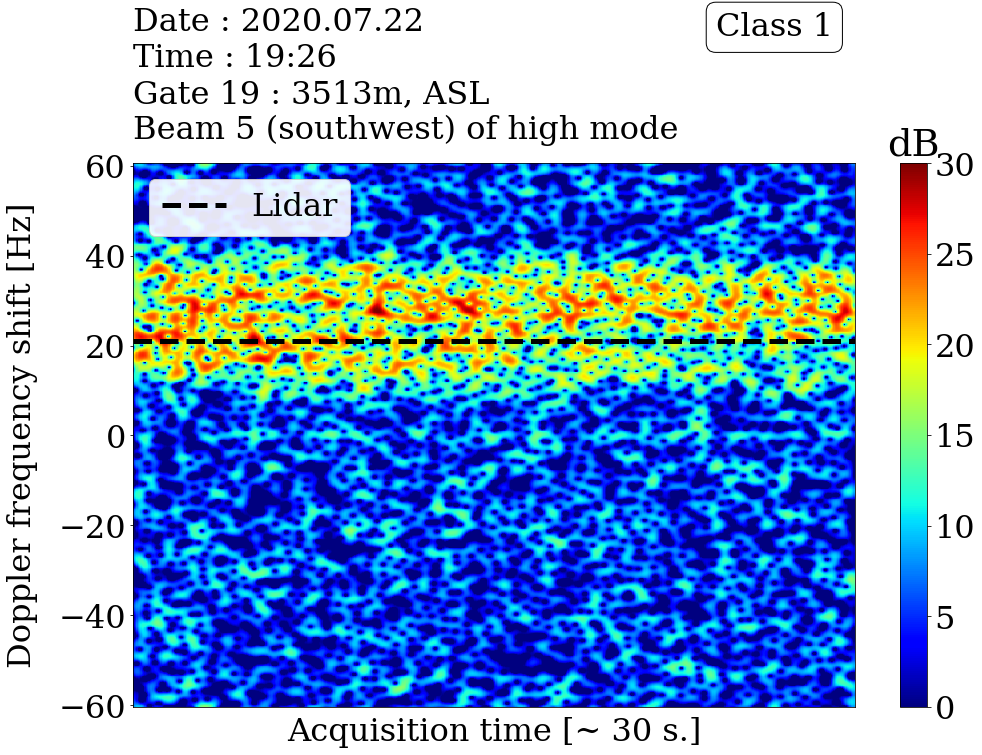 Date : 2020.07.22
Time : 19:26
Gate 19 : 3513m, ASL
Beam 5 (southwest) of high mode
Class 1
dB
60
40
20
0
−20
−40
−60
Doppler frequency shift [Hz]
Lidar
30
25
20
15
10
5
0
Acquisition time [~ 30 s.]